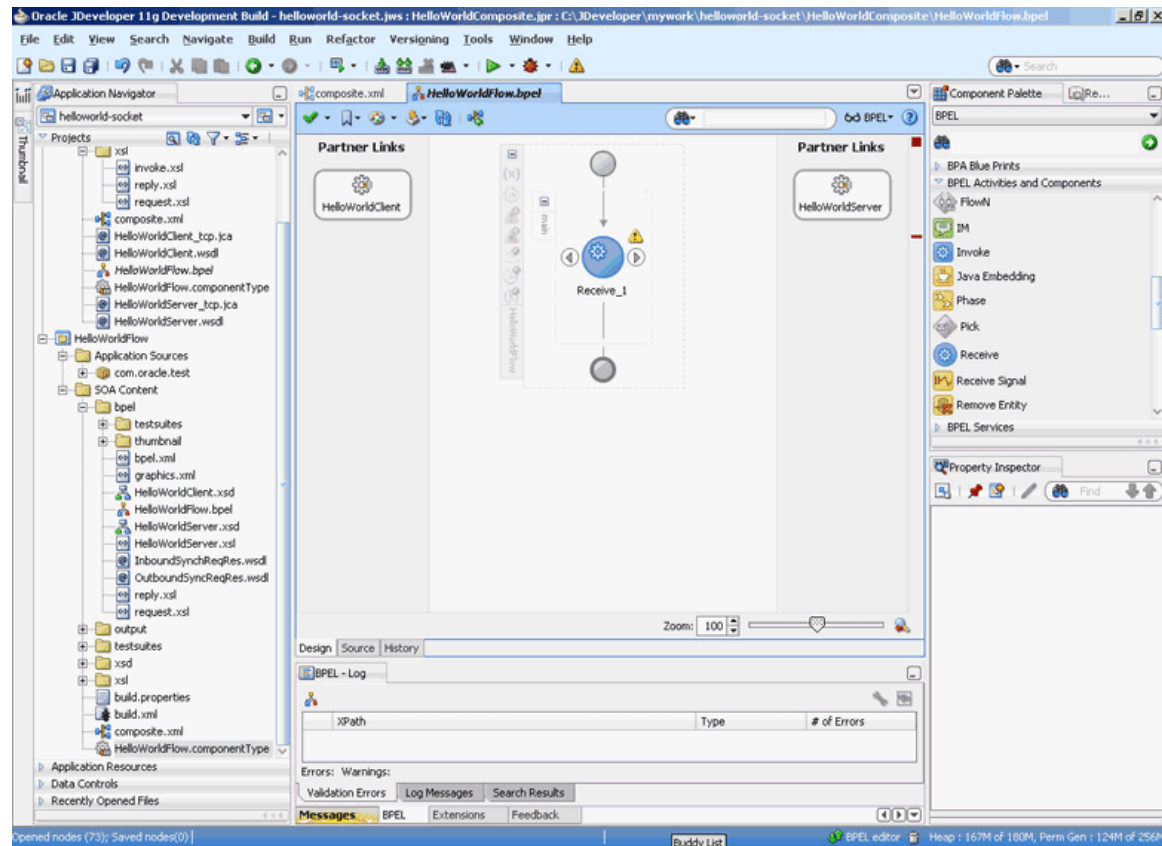 Oracle JDeveloper 11g Development Build - helloworld-socket.jws : HelloWorldComposite.jpr : C:\JDeveloper\mywork\helloworld-socket\HelloWorldComposite\HelloWorldFlow.bpel
File Edit View Search Navigate Build Run Refactor Versioning Tools Window Help
Search
Application Navigator
helloworld-socket
Projects
xsl
invoke.xsl
reply.xsl
request.xsl
composite.xml
HelloWorldClient_tcp.jca
HelloWorldClient.wsdl
HelloWorldFlow.bpel
HelloWorldFlow.componentType
HelloWorldServer_tcp.jca
HelloWorldServer.wsdl
HelloWorldFlow
Application Sources
com.oracle.test
SOA Content
bpel
testsuites
thumbnail
bpel.xml
graphics.xml
HelloWorldClient.xsd
HelloWorldFlow.bpel
HelloWorldServer.xsd
HelloWorldServer.xsl
InboundSynchReqRes.wsdl
OutboundSyncReqRes.wsdl
reply.xsl
request.xsl
output
testsuites
xsd
xsl
build.properties
build.xml
composite.xml
HelloWorldFlow.componentType
Application Resources
Data Controls
Recently Opened Files
Thumbnail
composite.xml HelloWorldFlow.bpel
BPEL
Partner Links
HelloWorldClient
(x)
main
HelloWorldFlow
Receive_1
Partner Links
HelloWorldServer
Zoom: 100
Design Source History
BPEL - Log
XPath Type # of Errors
Errors: Warnings:
Validation Errors Log Messages Search Results
Messages BPEL Extensions Feedback
Component Palette Re...
BPEL
BPA Blue Prints
BPEL Activities and Components
FlowN
IM
Invoke
Java Embedding
Phase
Pick
Receive
Receive Signal
Remove Entity
BPEL Services
Property Inspector
Find
Opened nodes (73); Saved nodes(0)
Buddy List
BPEL editor
Heap : 167M of 180M, Perm Gen : 124M of 256M